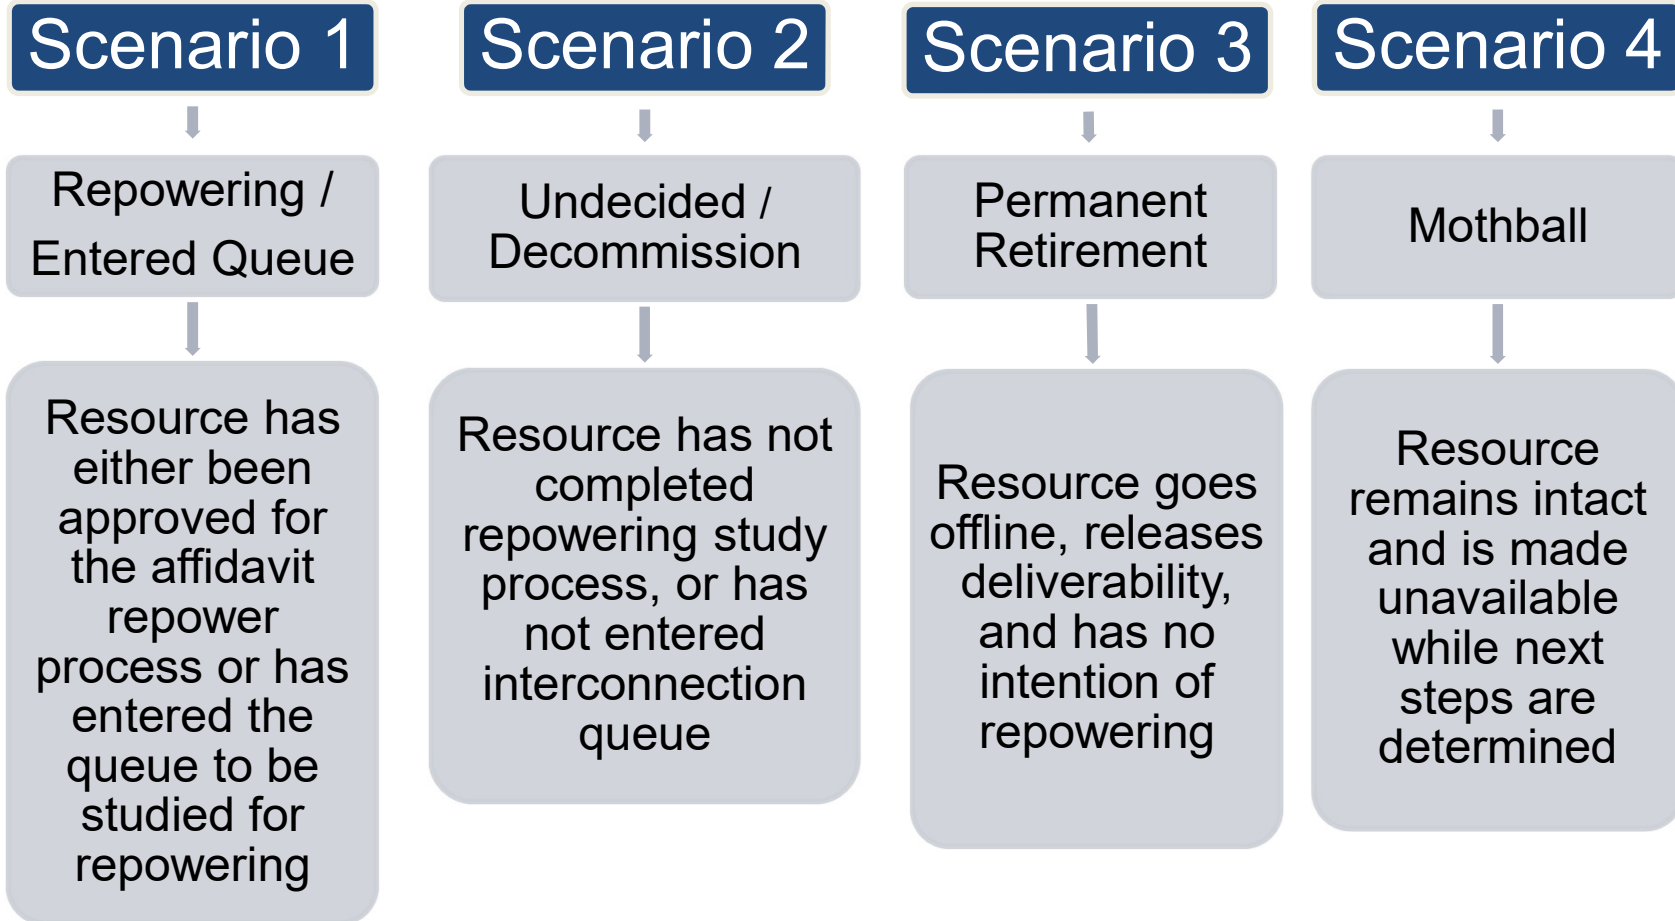 Scenario 1
Repowering /
Entered Queue
Resource has
either been
approved for
the affidavit
repower
process or has
entered the
queue to be
studied for
repowering
Scenario 2
Undecided /
Decommission
Resource has not
completed
repowering study
process, or has
not entered
interconnection
queue
Scenario 3
Permanent
Retirement
Resource goes
offline, releases
deliverability,
and has no
intention of
repowering
Scenario 4
Mothball
Resource
remains intact
and is made
unavailable
while next
steps are
determined